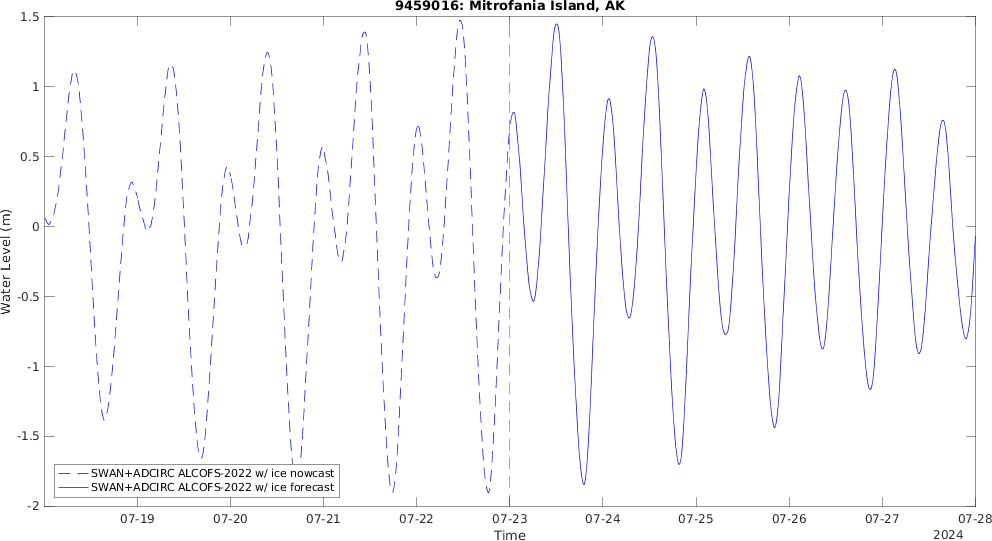 9459016: Mitrofania Island, AK
1.5
1
0.5
0
-0.5
-1
-1.5
-2
Water Level (m)
SWAN+ADCIRC ALCOFS-2022 w/ ice nowcast
SWAN+ADCIRC ALCOFS-2022 w/ ice forecast
07-19 07-20 07-21 07-22 07-23 07-24 07-25 07-26 07-27 07-28
Time
2024